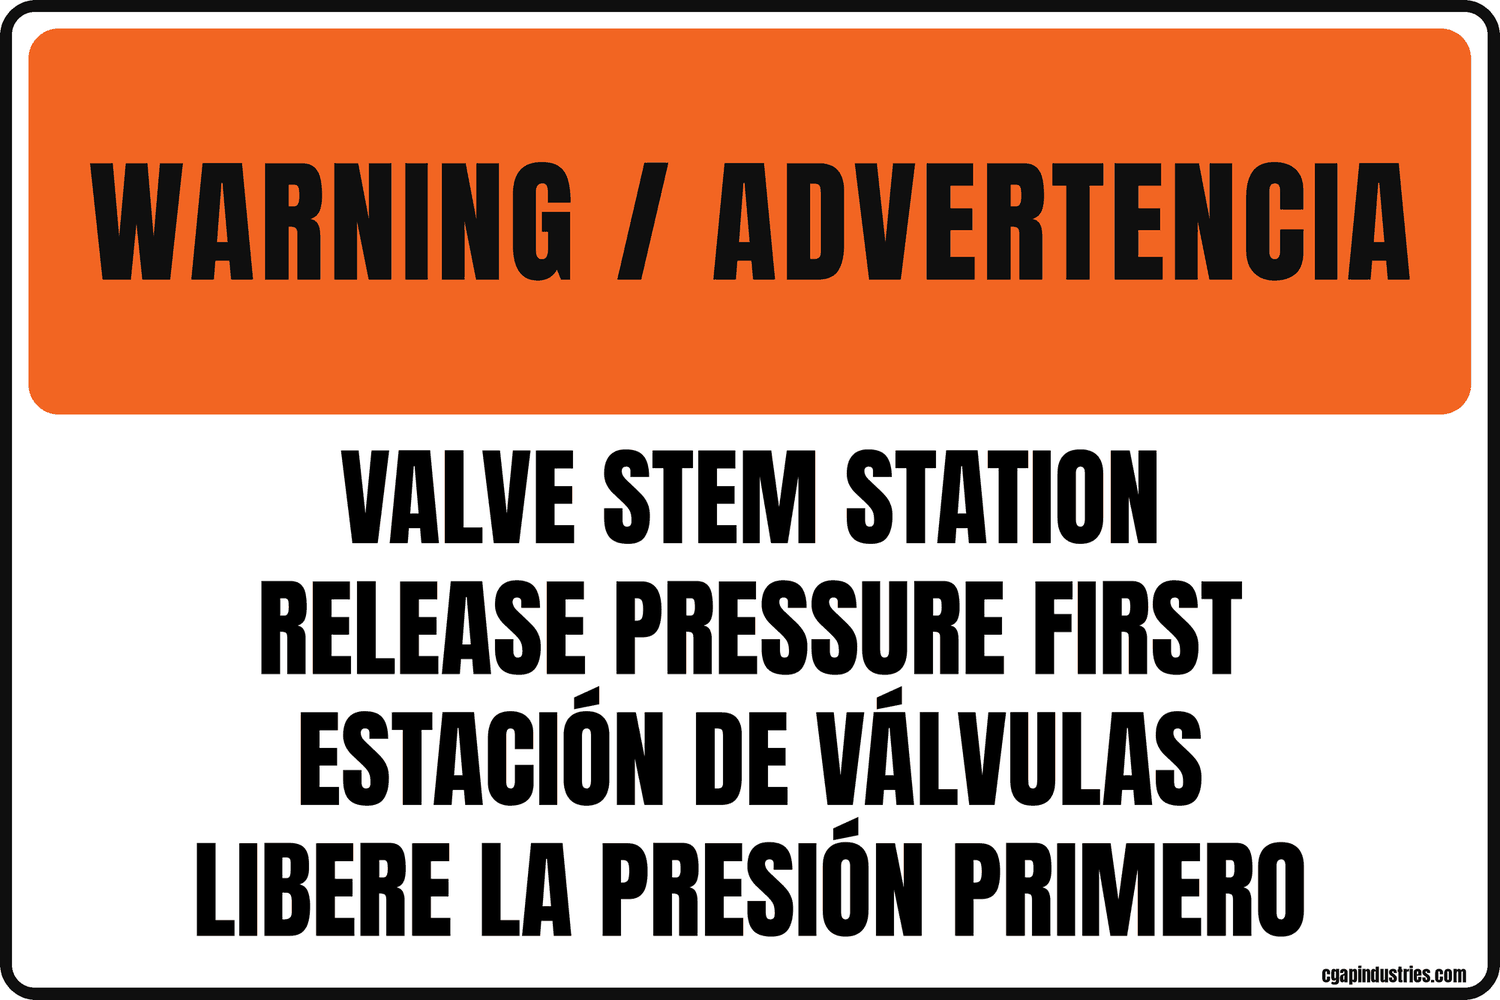 WARNING / ADVERTENCIA
VALVE STEM STATION
RELEASE PRESSURE FIRST
ESTACIÓN DE VÁLVULAS
LIBERE LA PRESIÓN PRIMERO
cgapindustries.com